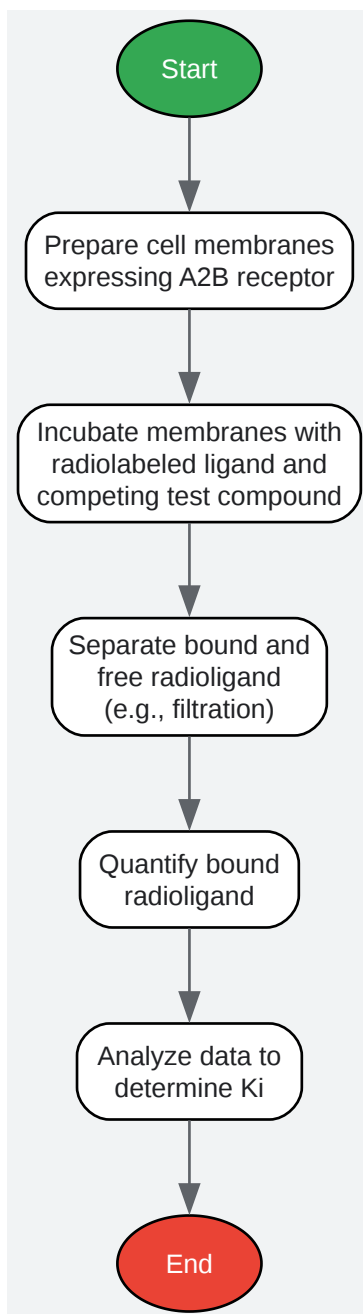 Start
Prepare cell membranes
expressing A2B receptor
Incubate membranes with
radiolabeled ligand and
competing test compound
Separate bound and
free radioligand
(e.g., filtration)
Quantify bound
radioligand
Analyze data to
determine Ki
End